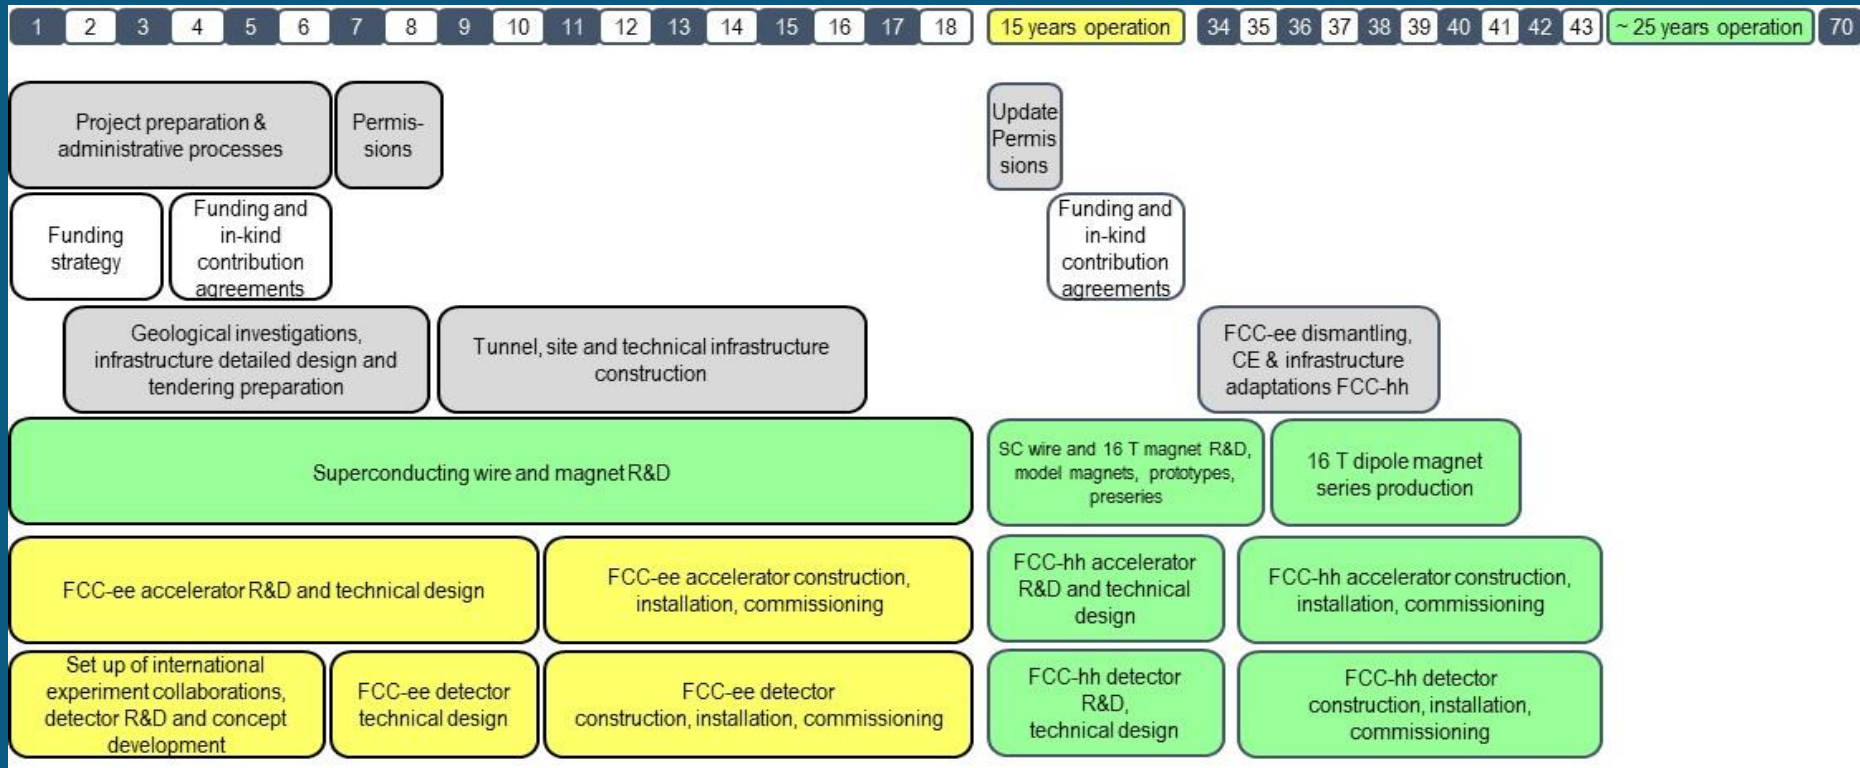 1 2 3 4 5 6 7 8 9 10 11 12 13 14 15 16 17 18 15 years operation 34 35 36 37 38 39 40 41 42 43 ~ 25 years operation 70
Project preparation &
administrative processes
Permis-
sions
Update
Permis
sions
Funding
strategy
Funding and
in-kind
contribution
agreements
Funding and
in-kind
contribution
agreements
Geological investigations,
infrastructure detailed design and
tendering preparation
Tunnel, site and technical infrastructure
construction
FCC-ee dismantling,
CE & infrastructure
adaptations FCC-hh
Superconducting wire and magnet R&D
SC wire and 16 T magnet R&D,
model magnets, prototypes,
preseries
16 T dipole magnet
series production
FCC-ee accelerator R&D and technical design
FCC-ee accelerator construction,
installation, commissioning
FCC-hh accelerator
R&D and technical
design
FCC-hh accelerator construction,
installation, commissioning
Set up of international
experiment collaborations,
detector R&D and concept
development
FCC-ee detector
technical design
FCC-ee detector
construction, installation, commissioning
FCC-hh detector
R&D,
technical design
FCC-hh detector
construction, installation,
commissioning